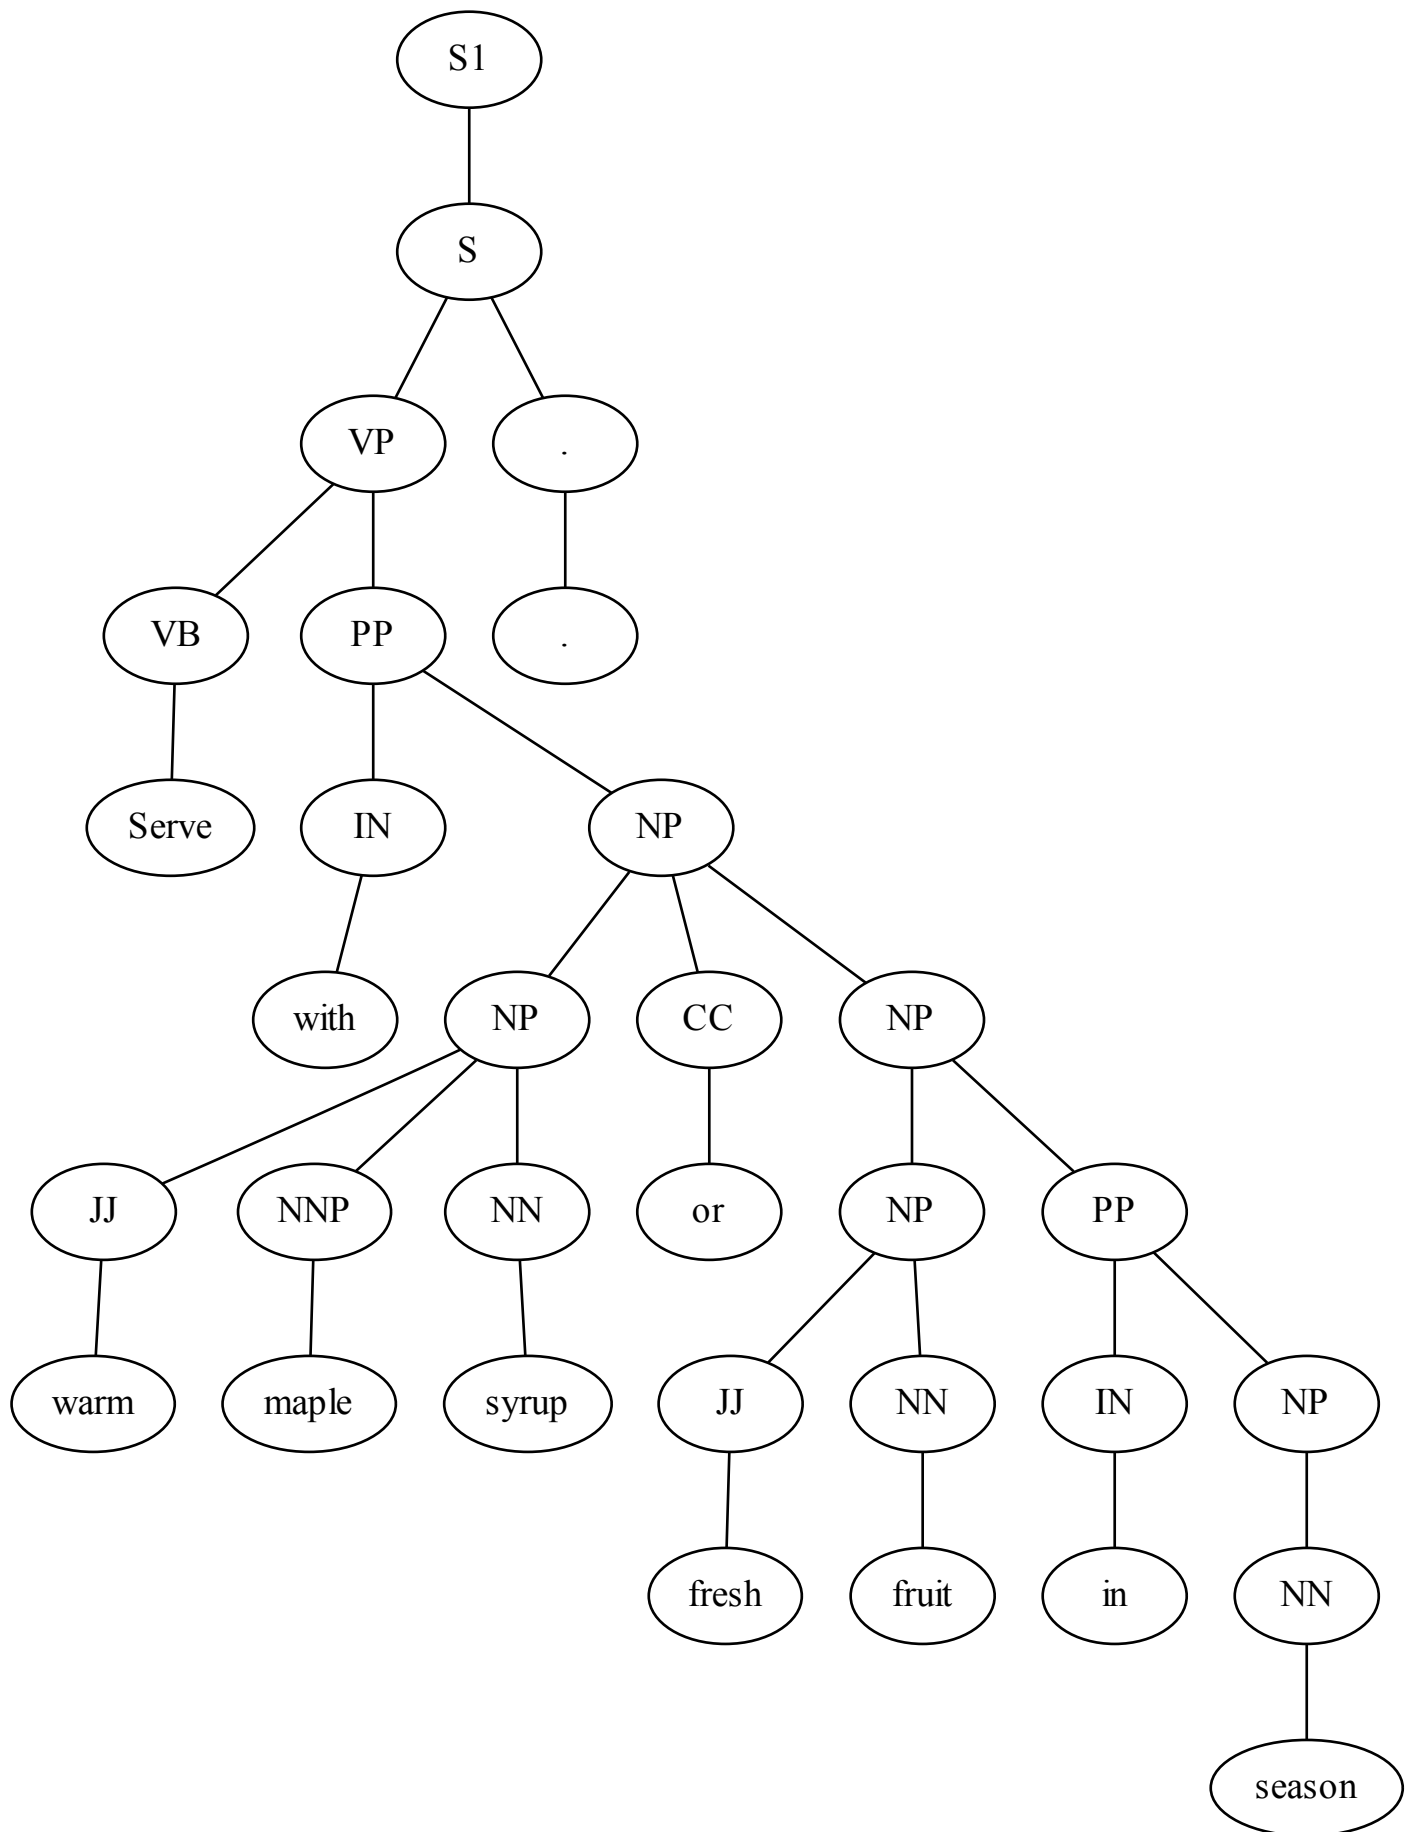 S1
S
VP .
VB PP .
Serve IN NP
with NP CC NP
JJ NNP NN or NP PP
warm maple syrup JJ NN IN NP
fresh fruit in NN
season